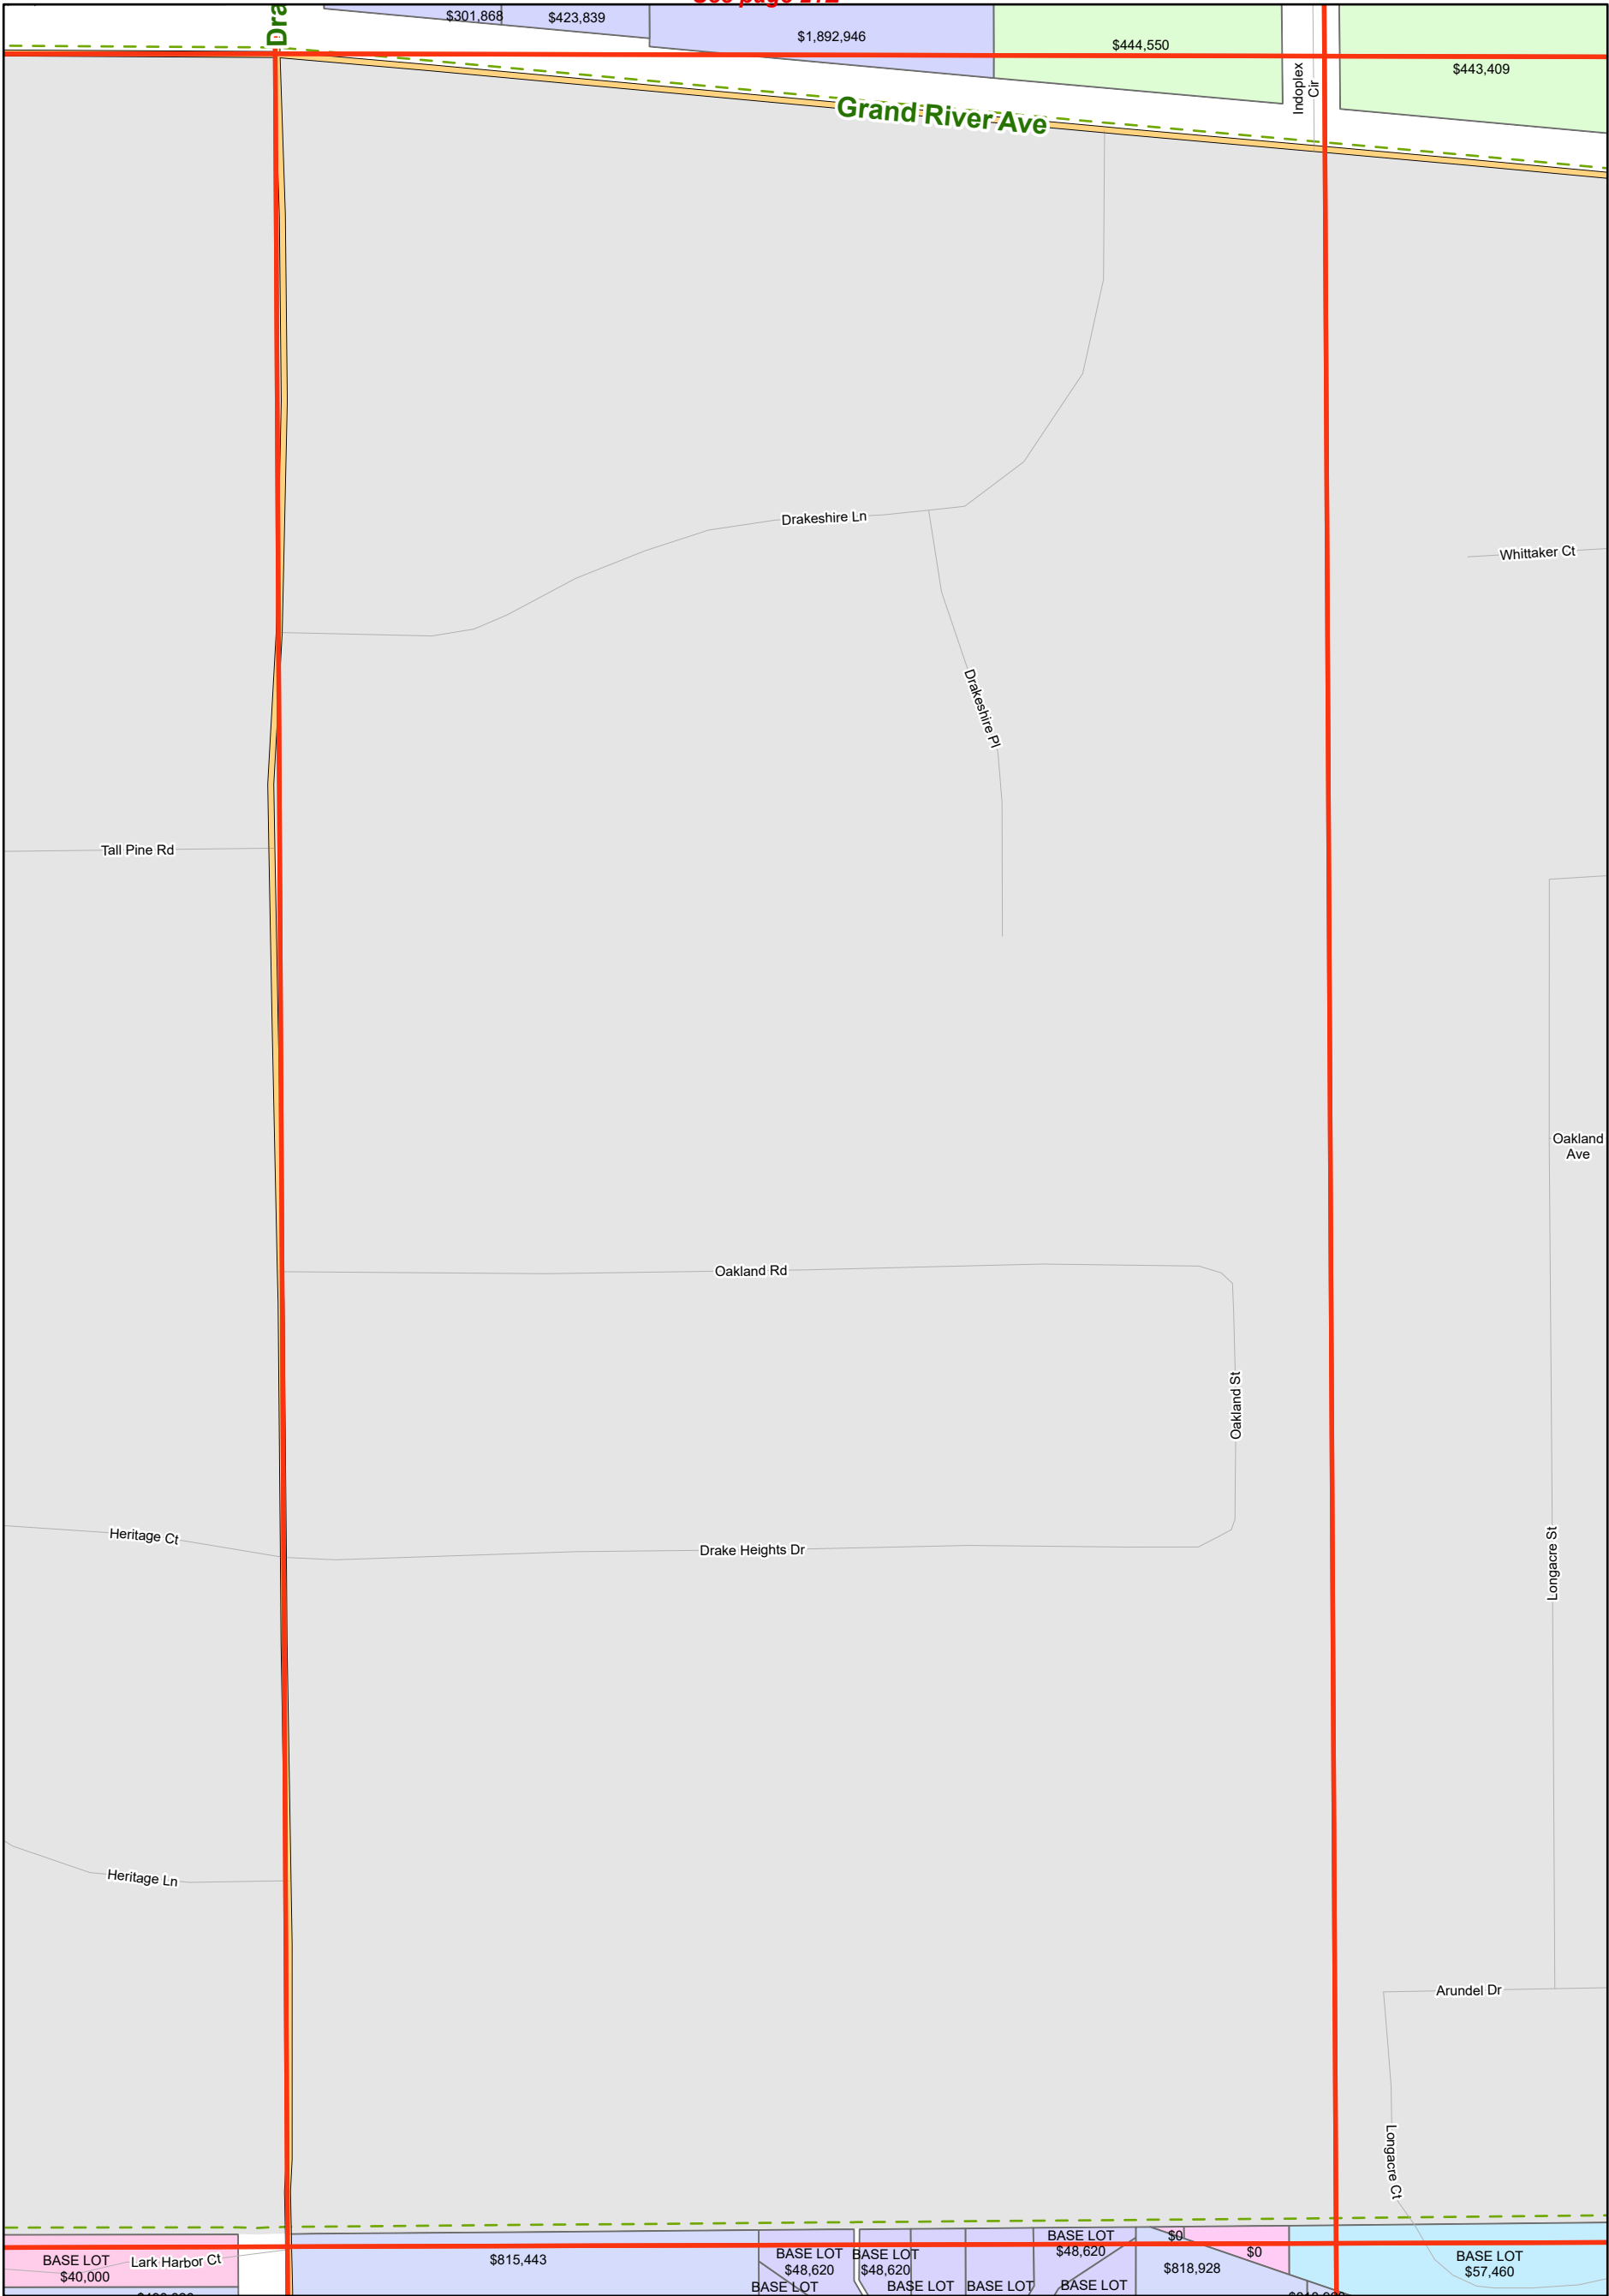 $301,868
$423,839
$1,892,946
$444,550
$443,409
Indoplex
Cir
Grand River Ave
Drakeshire Ln
Whittaker Ct
Drakeshire Pl
Tall Pine Rd
Oakland
Ave
Oakland Rd
Oakland St
Heritage Ct
Drake Heights Dr
Longacre St
Heritage Ln
Arundel Dr
Longacre Ct
BASE LOT
$40,000
Lark Harbor Ct
$815,443
BASE LOT
$48,620
BASE LOT
$48,620
BASE LOT
$48,620
$0
$0
$818,928
BASE LOT
$57,460
BASE LOT
BASE LOT
BASE LOT
BASE LOT